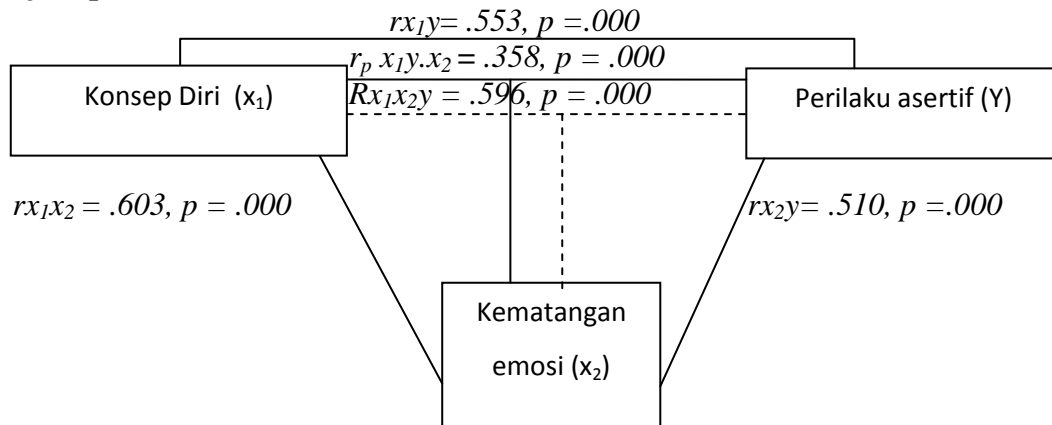 rx₁y= .553, p =.000
rₚ x₁y.x₂ = .358, p = .000
Rx₁x₂y = .596, p = .000
Konsep Diri (x₁)
Perilaku asertif (Y)
rx₁x₂ = .603, p = .000
rx₂y= .510, p =.000
Kematangan
emosi (x₂)